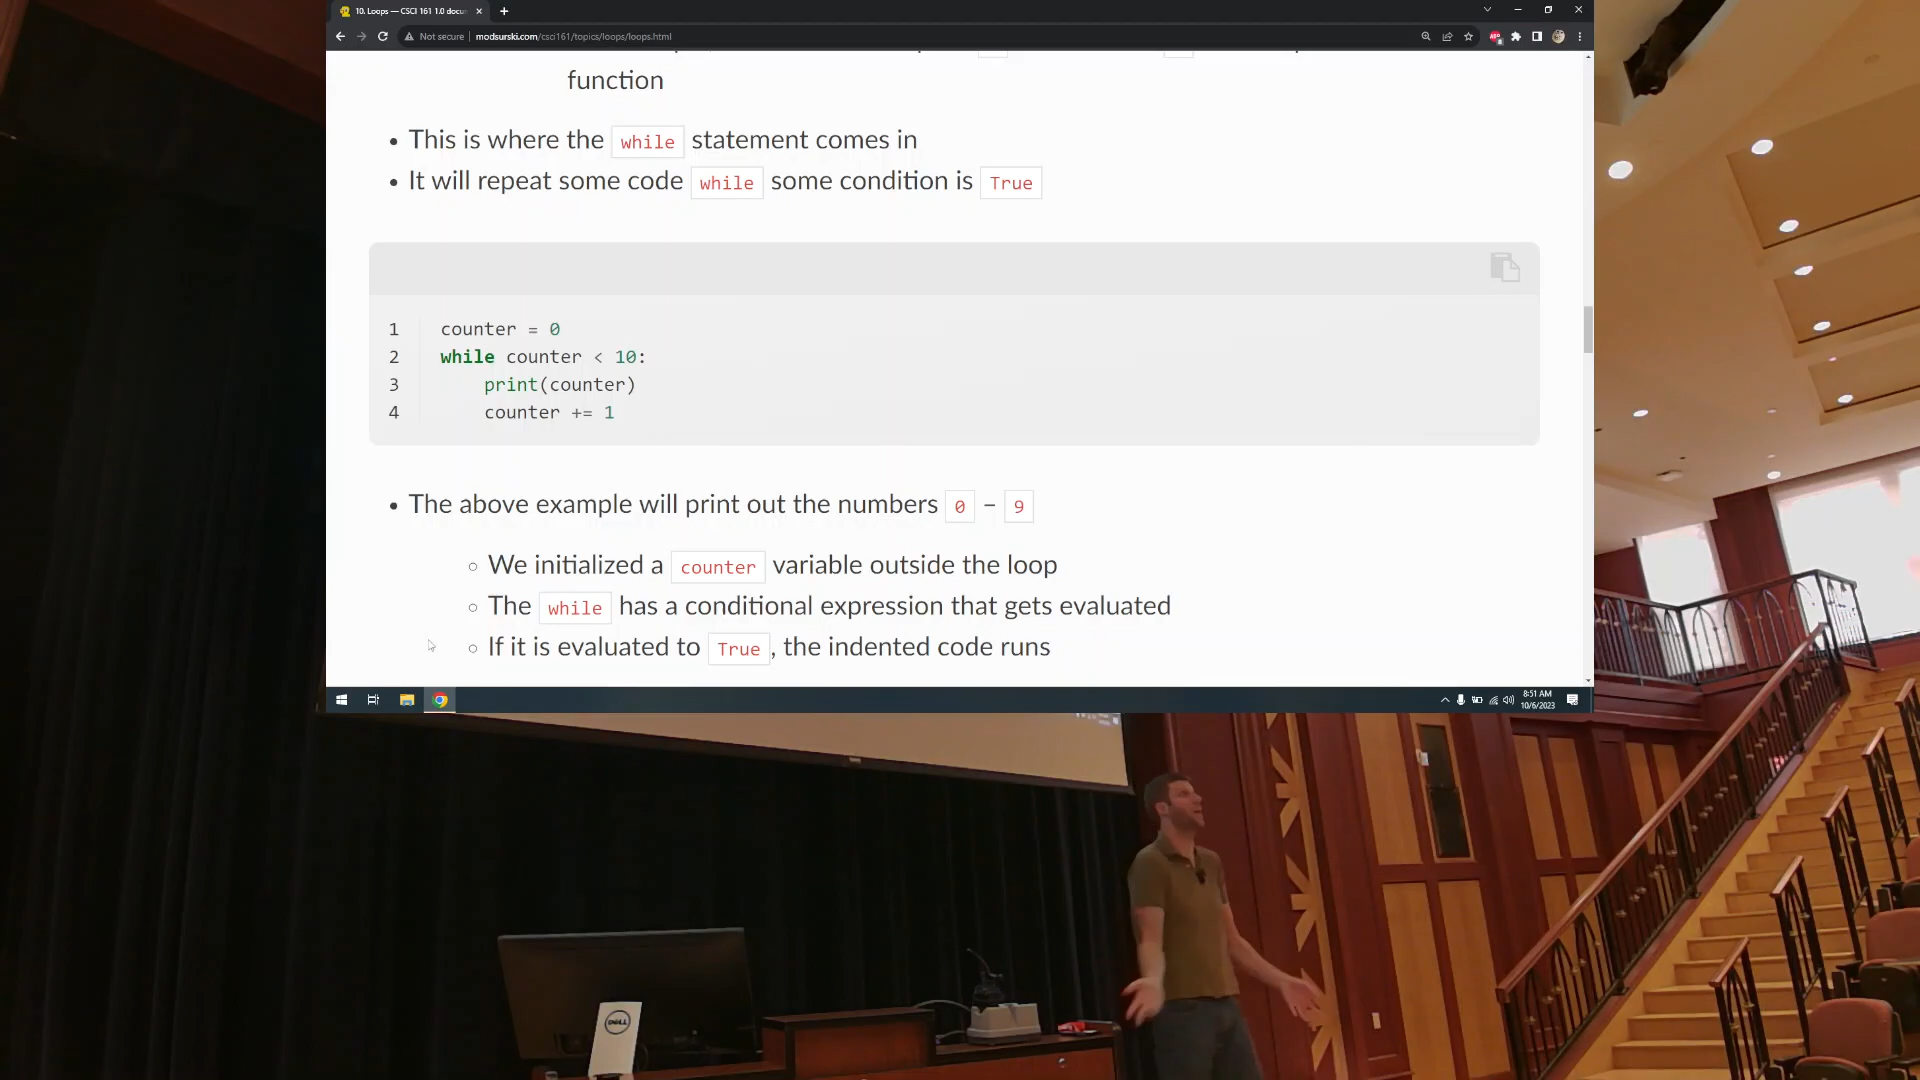 10. Loops — CSCI 161 1.0 docu
Not secure | modsurski.com/csci161/topics/loops/loops.html
function
• This is where the while statement comes in
• It will repeat some code while some condition is True
1 counter = 0
2 while counter < 10:
3 print(counter)
4 counter += 1
• The above example will print out the numbers 0 – 9
◦ We initialized a counter variable outside the loop
◦ The while has a conditional expression that gets evaluated
◦ If it is evaluated to True, the indented code runs
8:51 AM
10/6/2023
DELL